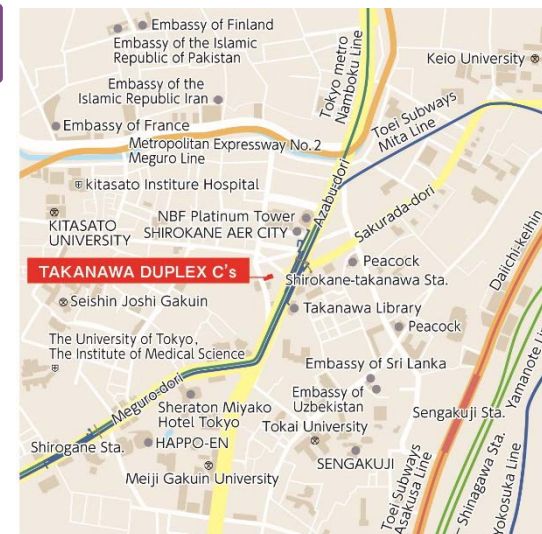 Embassy of Finland
Embassy of the Islamic
Republic of Pakistan
Keio University
Embassy of the
Islamic Republic Iran
Tokyo metro
Namboku Line
Toei Subways
Mita Line
Embassy of France
Metropolitan Expressway No.2
Meguro Line
kitasato Institure Hospital
Azabu-dori
Sakurada-dori
NBF Platinum Tower
SHIROKANE AER CITY
KITASATO
UNIVERSITY
Daiichi-keihin
Peacock
TAKANAWA DUPLEX C's
Shirokane-takanawa Sta.
Seishin Joshi Gakuin
Takanawa Library
Peacock
The University of Tokyo,
The Institute of Medical Science
Yamanote Line
Embassy of Sri Lanka
Meguro-dori
Embassy of
Uzbekistan
Sheraton Miyako
Hotel Tokyo
Sengakuji Sta.
Tokai University
Shirogane Sta.
HAPPO-EN
SENGAKUJI
Meiji Gakuin University
Toei Subways
Asakusa Line
Shinagawa Sta.
Yokosuka Line